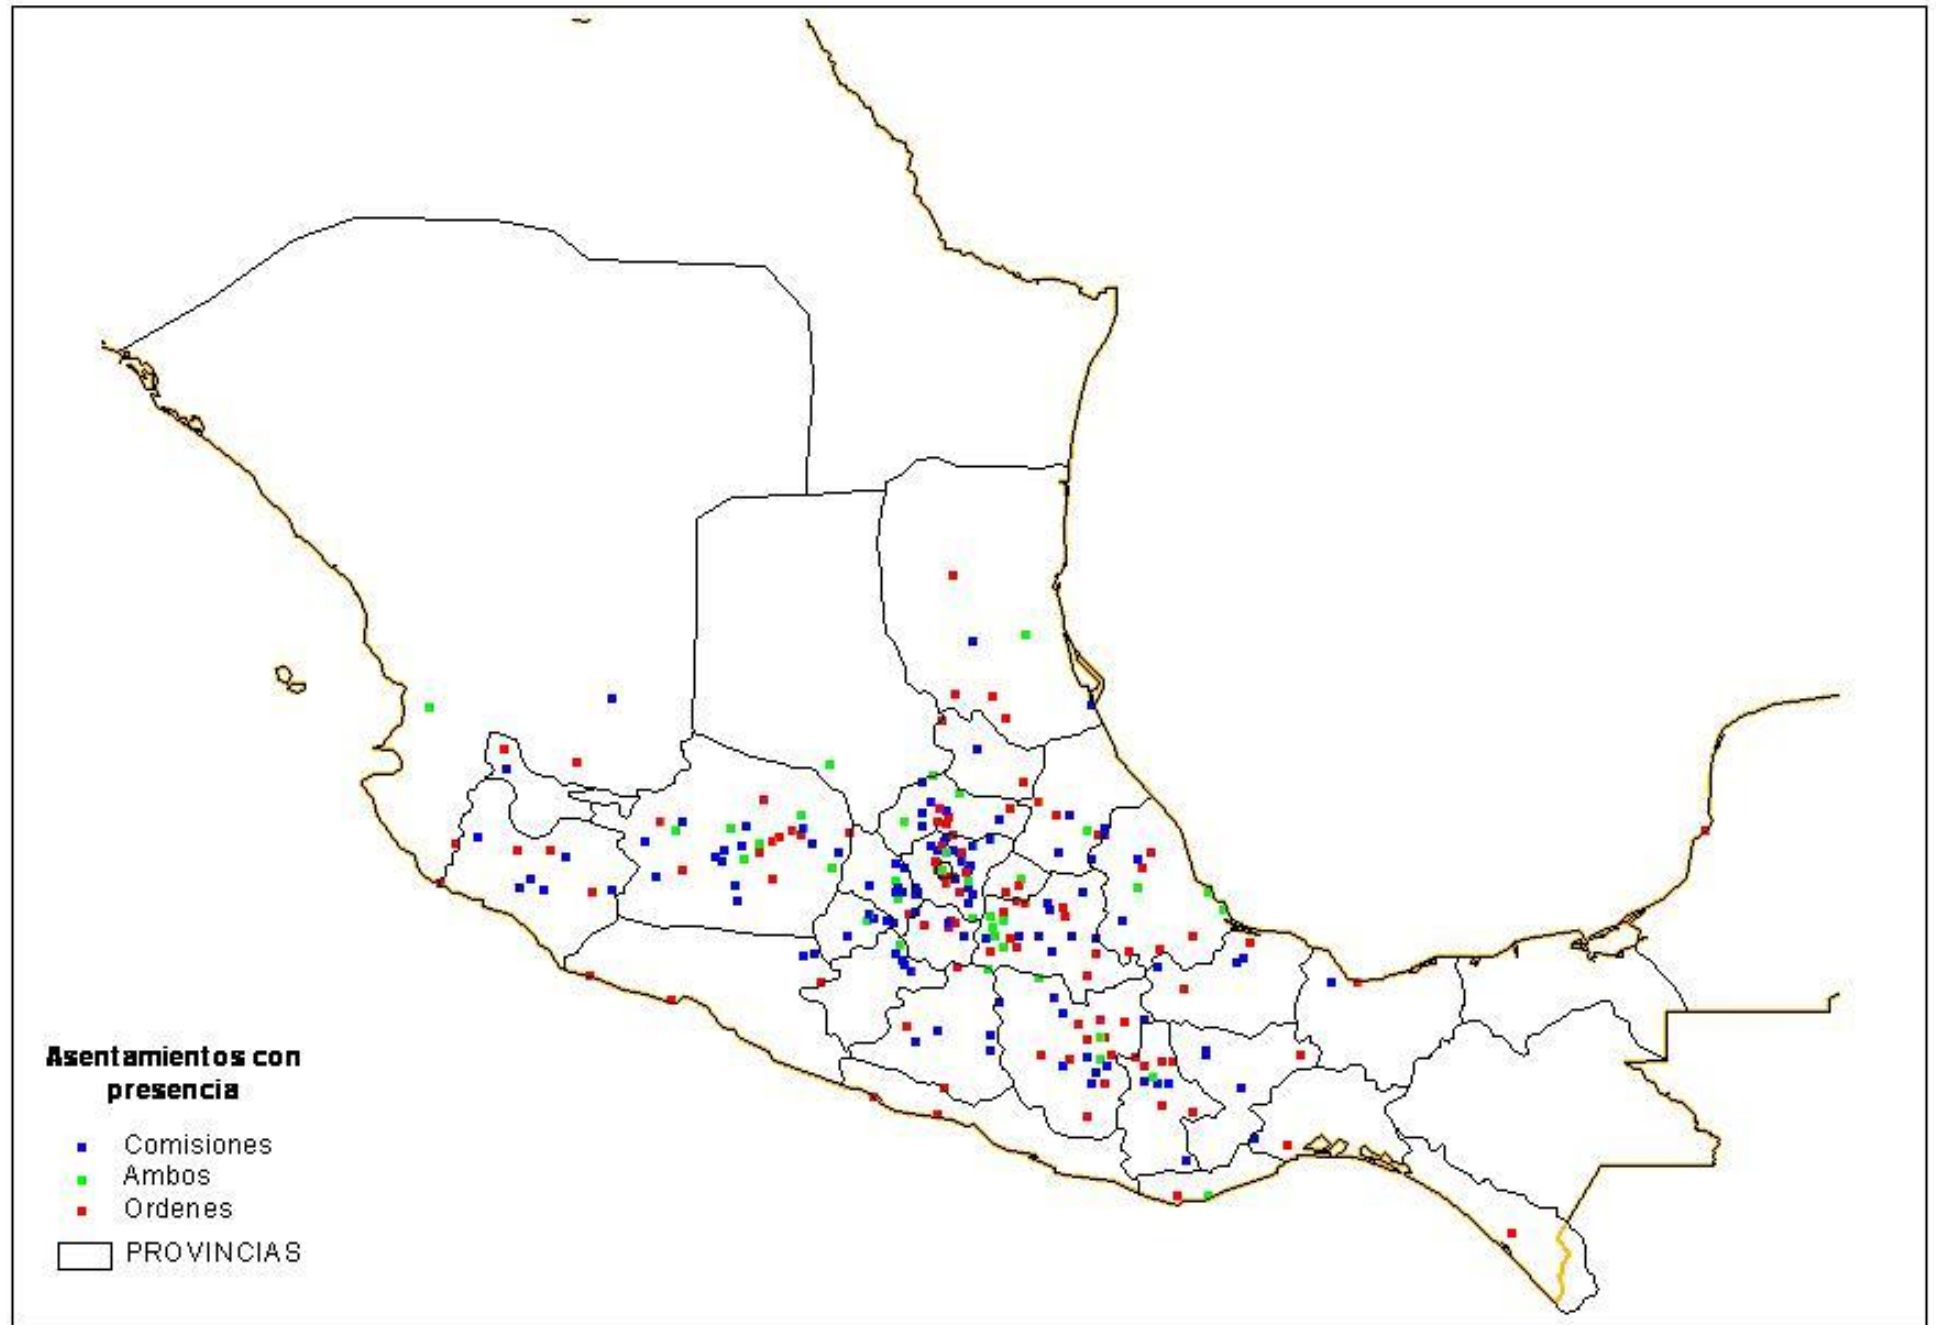 Asentamientos con
presencia
Comisiones
Ambos
Ordenes
PROVINCIAS